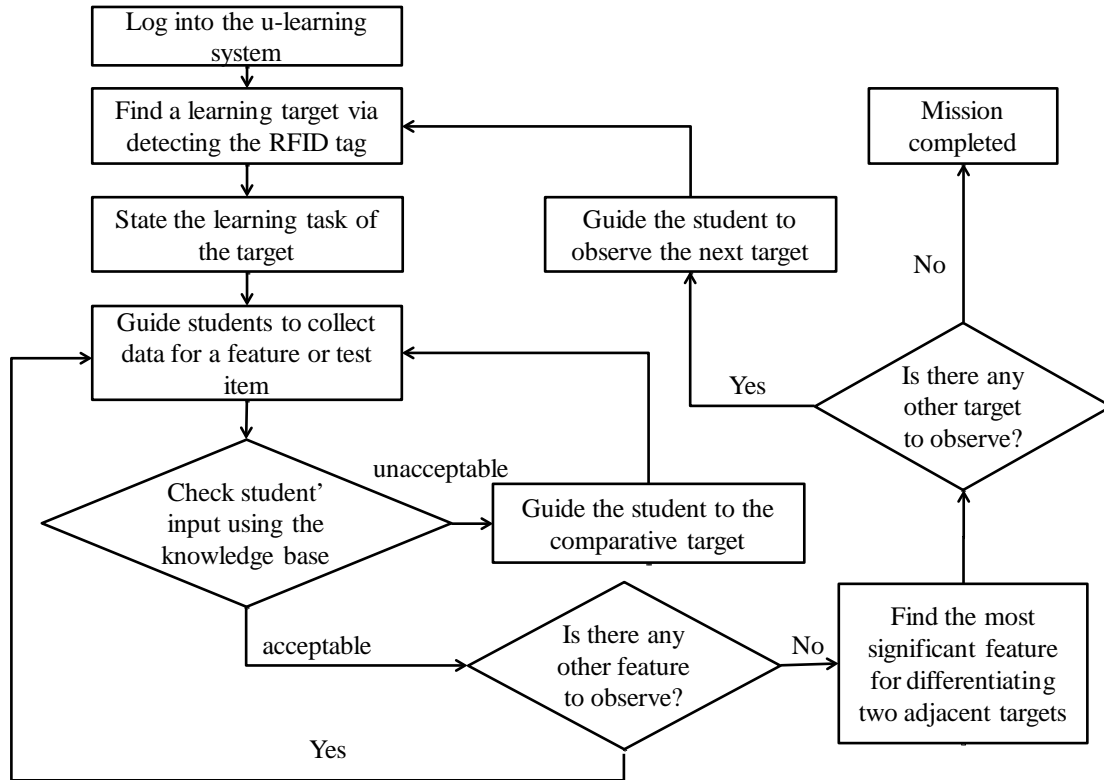 Log into the u-learning
system
Find a learning target via
detecting the RFID tag
State the learning task of
the target
Guide students to collect
data for a feature or test
item
Check student’
input using the
knowledge base
unacceptable
Guide the student to the
comparative target
acceptable
Is there any
other feature
to observe?
Yes
No
Find the most
significant feature
for differentiating
two adjacent targets
Is there any
other target
to observe?
Yes
Guide the student to
observe the next target
No
Mission
completed